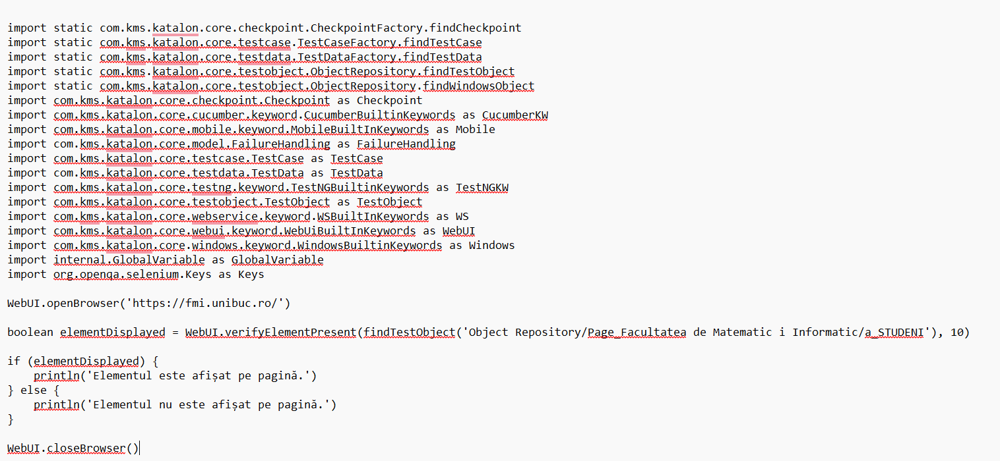 import static com.kms.katalon.core.checkpoint.CheckpointFactory.findCheckpoint
import static com.kms.katalon.core.testcase.TestCaseFactory.findTestCase
import static com.kms.katalon.core.testdata.TestDataFactory.findTestData
import static com.kms.katalon.core.testobject.ObjectRepository.findTestObject
import static com.kms.katalon.core.testobject.ObjectRepository.findWindowsObject
import com.kms.katalon.core.checkpoint.Checkpoint as Checkpoint
import com.kms.katalon.core.cucumber.keyword.CucumberBuiltinKeywords as CucumberKW
import com.kms.katalon.core.mobile.keyword.MobileBuiltInKeywords as Mobile
import com.kms.katalon.core.model.FailureHandling as FailureHandling
import com.kms.katalon.core.testcase.TestCase as TestCase
import com.kms.katalon.core.testdata.TestData as TestData
import com.kms.katalon.core.testng.keyword.TestNGBuiltinKeywords as TestNGKW
import com.kms.katalon.core.testobject.TestObject as TestObject
import com.kms.katalon.core.webservice.keyword.WSBuiltInKeywords as WS
import com.kms.katalon.core.webui.keyword.WebUiBuiltInKeywords as WebUI
import com.kms.katalon.core.windows.keyword.WindowsBuiltinKeywords as Windows
import internal.GlobalVariable as GlobalVariable
import org.openqa.selenium.Keys as Keys

WebUI.openBrowser('https://fmi.unibuc.ro/')

boolean elementDisplayed = WebUI.verifyElementPresent(findTestObject('Object Repository/Page_Facultatea de Matematic i Informatic/a_STUDENI'), 10)

if (elementDisplayed) {
    println('Elementul este afișat pe pagină.')
} else {
    println('Elementul nu este afișat pe pagină.')
}

WebUI.closeBrowser()